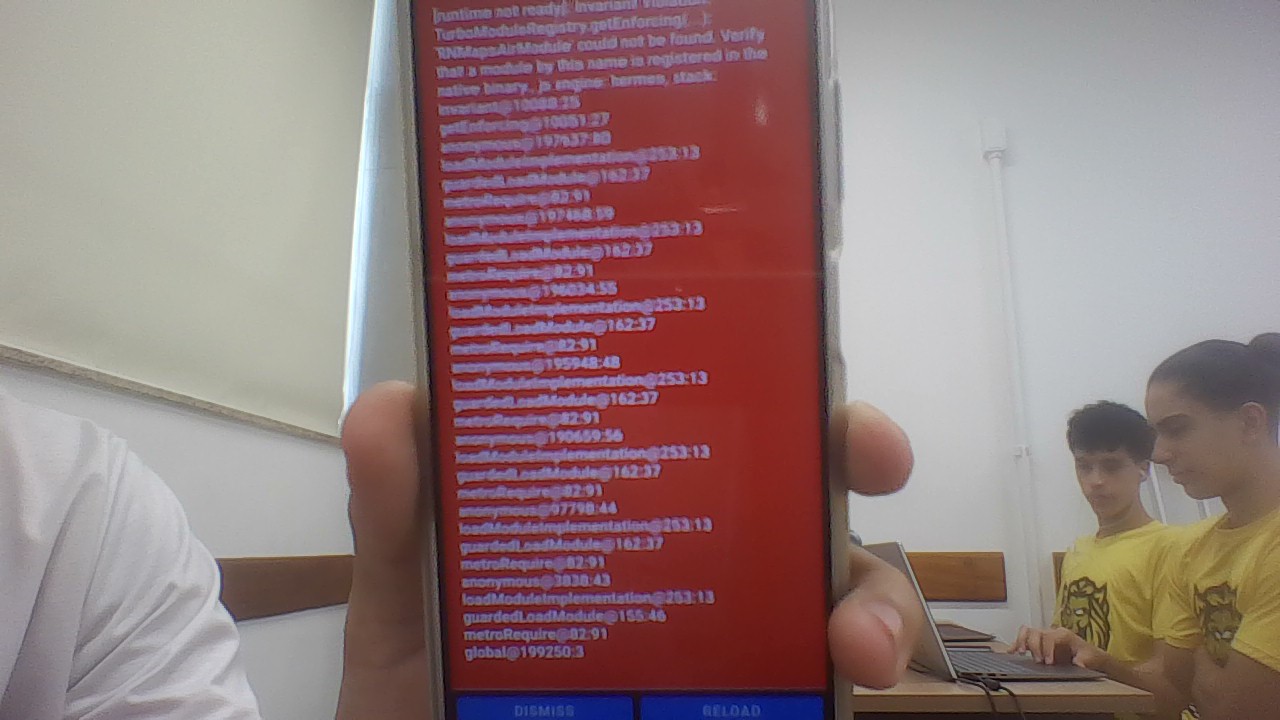 [runtime not ready]: Invariant Violation:
TurboModuleRegistry.getEnforcing(...):
'RNMapsAirModule' could not be found. Verify
that a module by this name is registered in the
native binary., js engine: hermes, stack:
invariant@10088:25
getEnforcing@10051:27
anonymous@197637:88
loadModuleImplementation@253:13
guardedLoadModule@162:37
metroRequire@82:91
anonymous@197468:59
loadModuleImplementation@253:13
guardedLoadModule@162:37
metroRequire@82:91
anonymous@196034:55
loadModuleImplementation@253:13
guardedLoadModule@162:37
metroRequire@82:91
anonymous@195948:48
loadModuleImplementation@253:13
guardedLoadModule@162:37
metroRequire@82:91
anonymous@190659:56
loadModuleImplementation@253:13
guardedLoadModule@162:37
metroRequire@82:91
anonymous@97798:44
loadModuleImplementation@253:13
guardedLoadModule@162:37
metroRequire@82:91
anonymous@3838:43
loadModuleImplementation@253:13
guardedLoadModule@155:46
metroRequire@82:91
global@199250:3
DISMISS
RELOAD